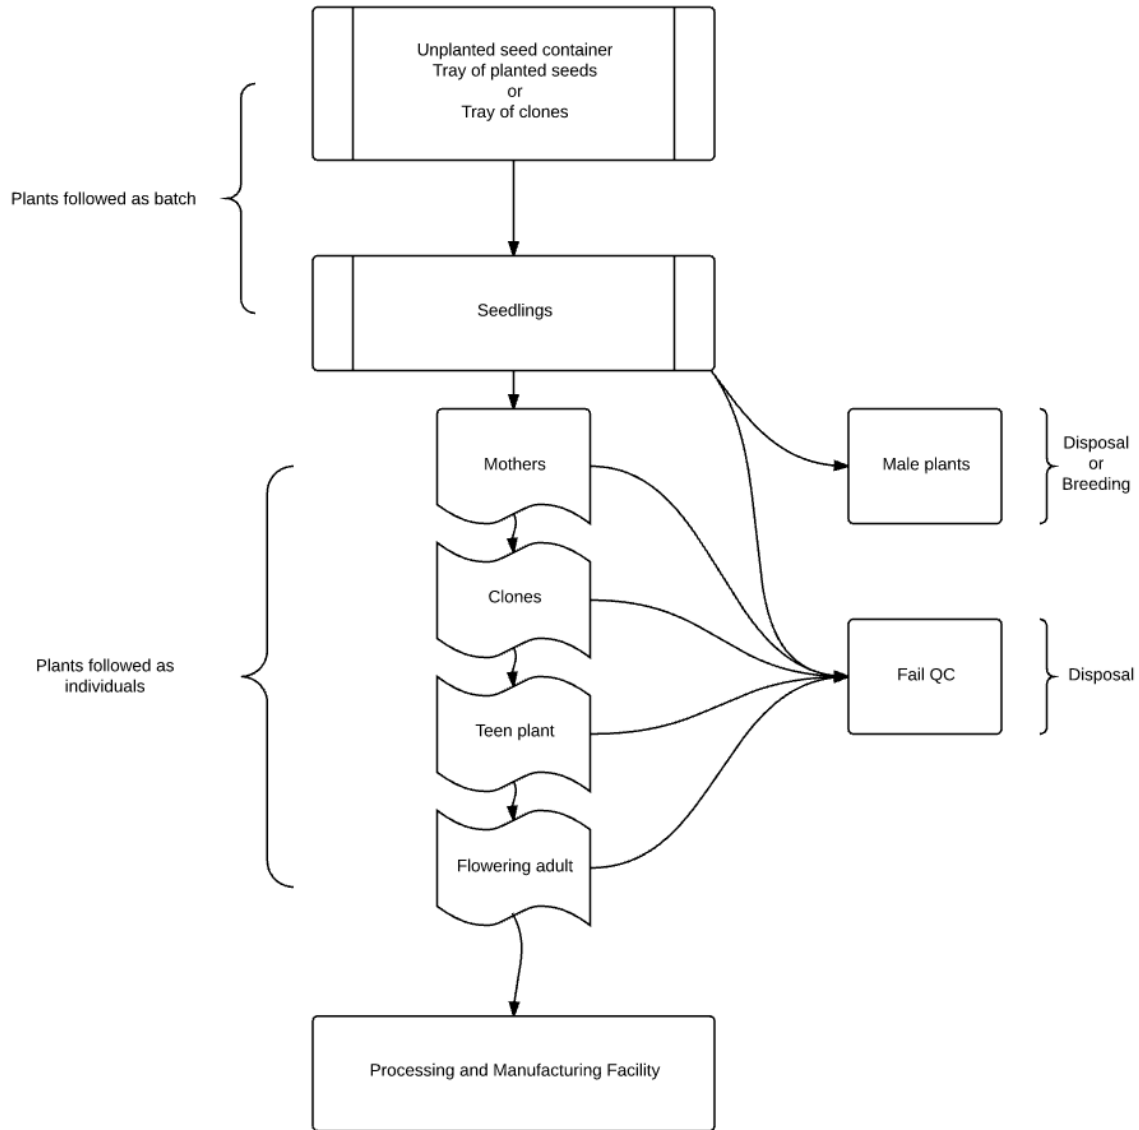 Unplanted seed container
Tray of planted seeds
or
Tray of clones
Plants followed as batch
Seedlings
Mothers
Male plants
Disposal
or
Breeding
Clones
Plants followed as
individuals
Fail QC
Disposal
Teen plant
Flowering adult
Processing and Manufacturing Facility